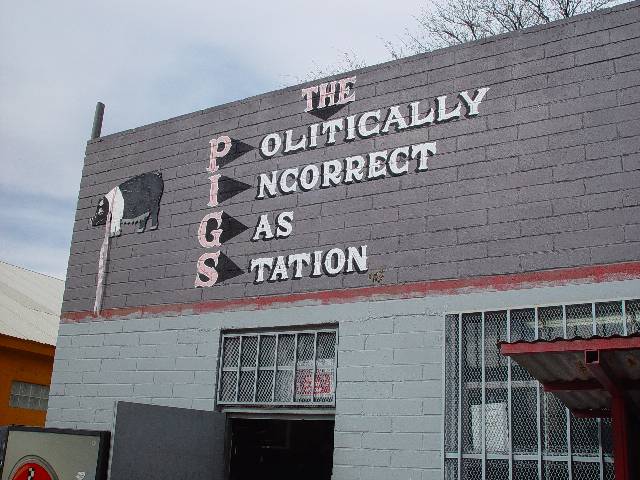 THE
POLITICALLY
INCORRECT
GAS
STATION